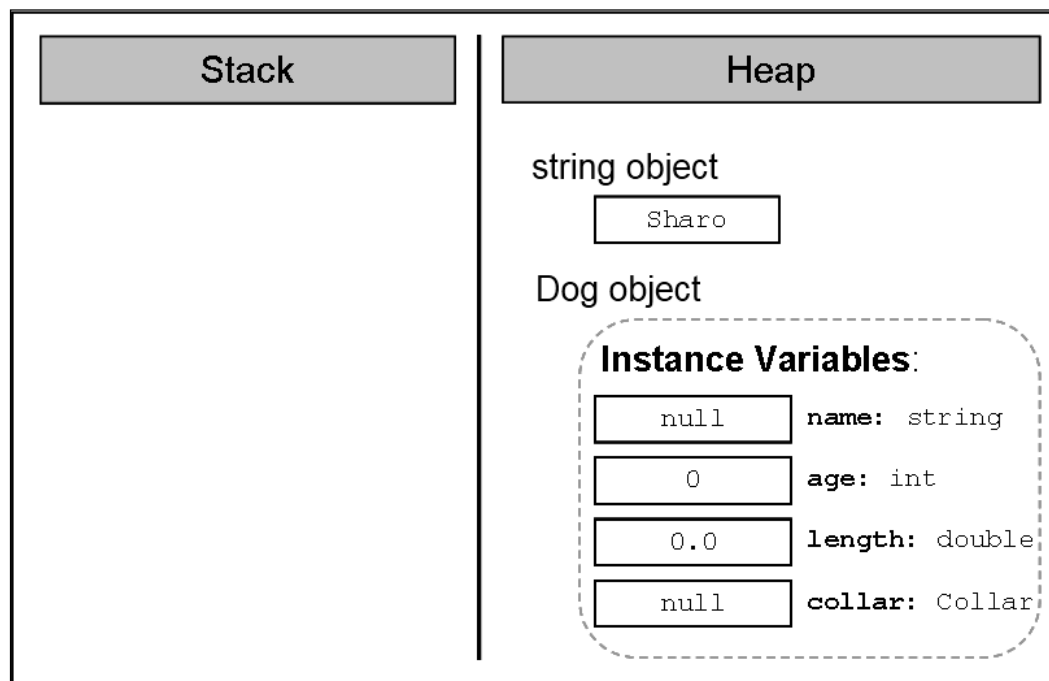 Stack
Heap
string object
Sharo
Dog object
Instance Variables:
null name: string
0 age: int
0.0 length: double
null collar: Collar